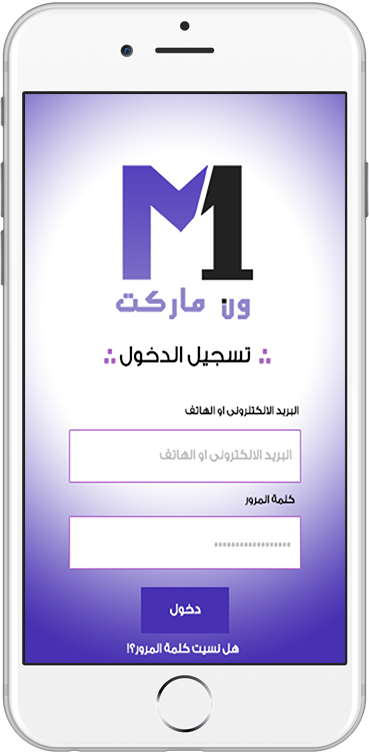 M1
ون ماركت
تسجيل الدخول
البريد الالكتلرونى او الهاتف
البريد الالكترونى او الهاتف
كلمة المرور
******************
دخول
هل نسيت كلمة المرور؟!